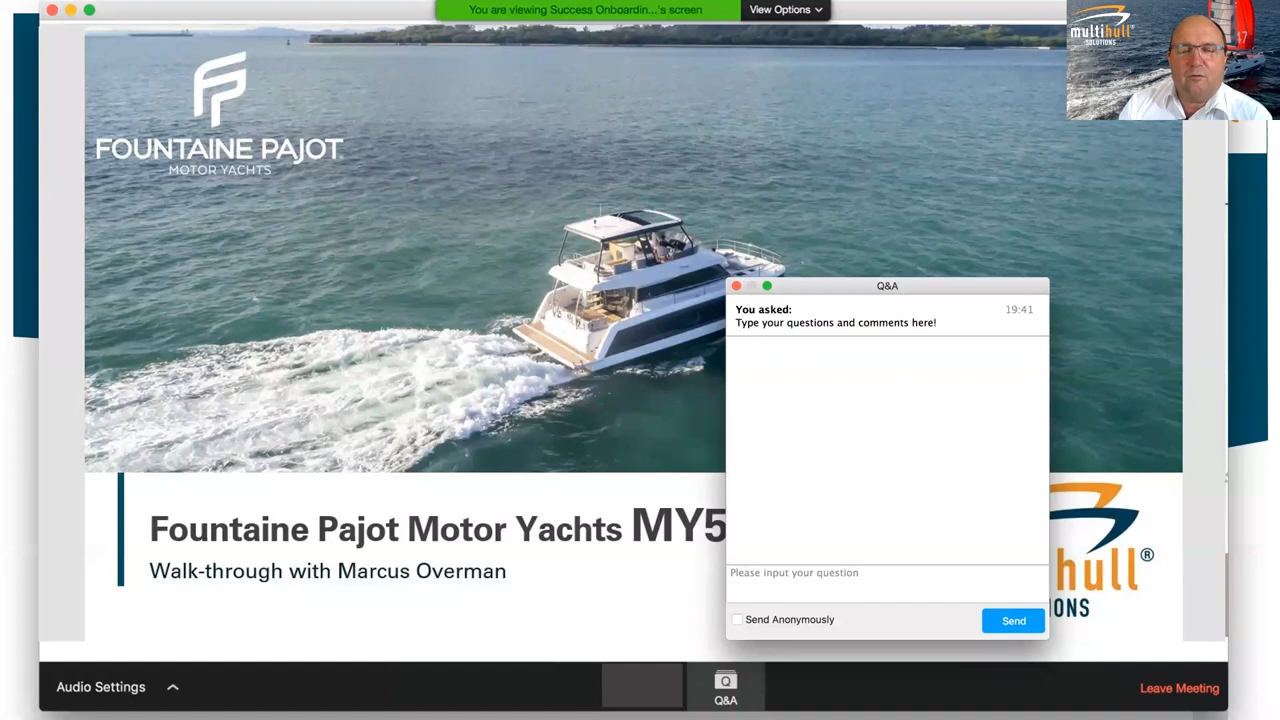 You are viewing Success Onboardin...'s screen
View Options
multihull®
SOLUTIONS
17
FOUNTAINE PAJOT
MOTOR YACHTS
Q&A
You asked:
19:41
Type your questions and comments here!
Please input your question
Send Anonymously
Send
Fountaine Pajot Motor Yachts MY5
Walk-through with Marcus Overman
hull®
IONS
Audio Settings
Q&A
Leave Meeting